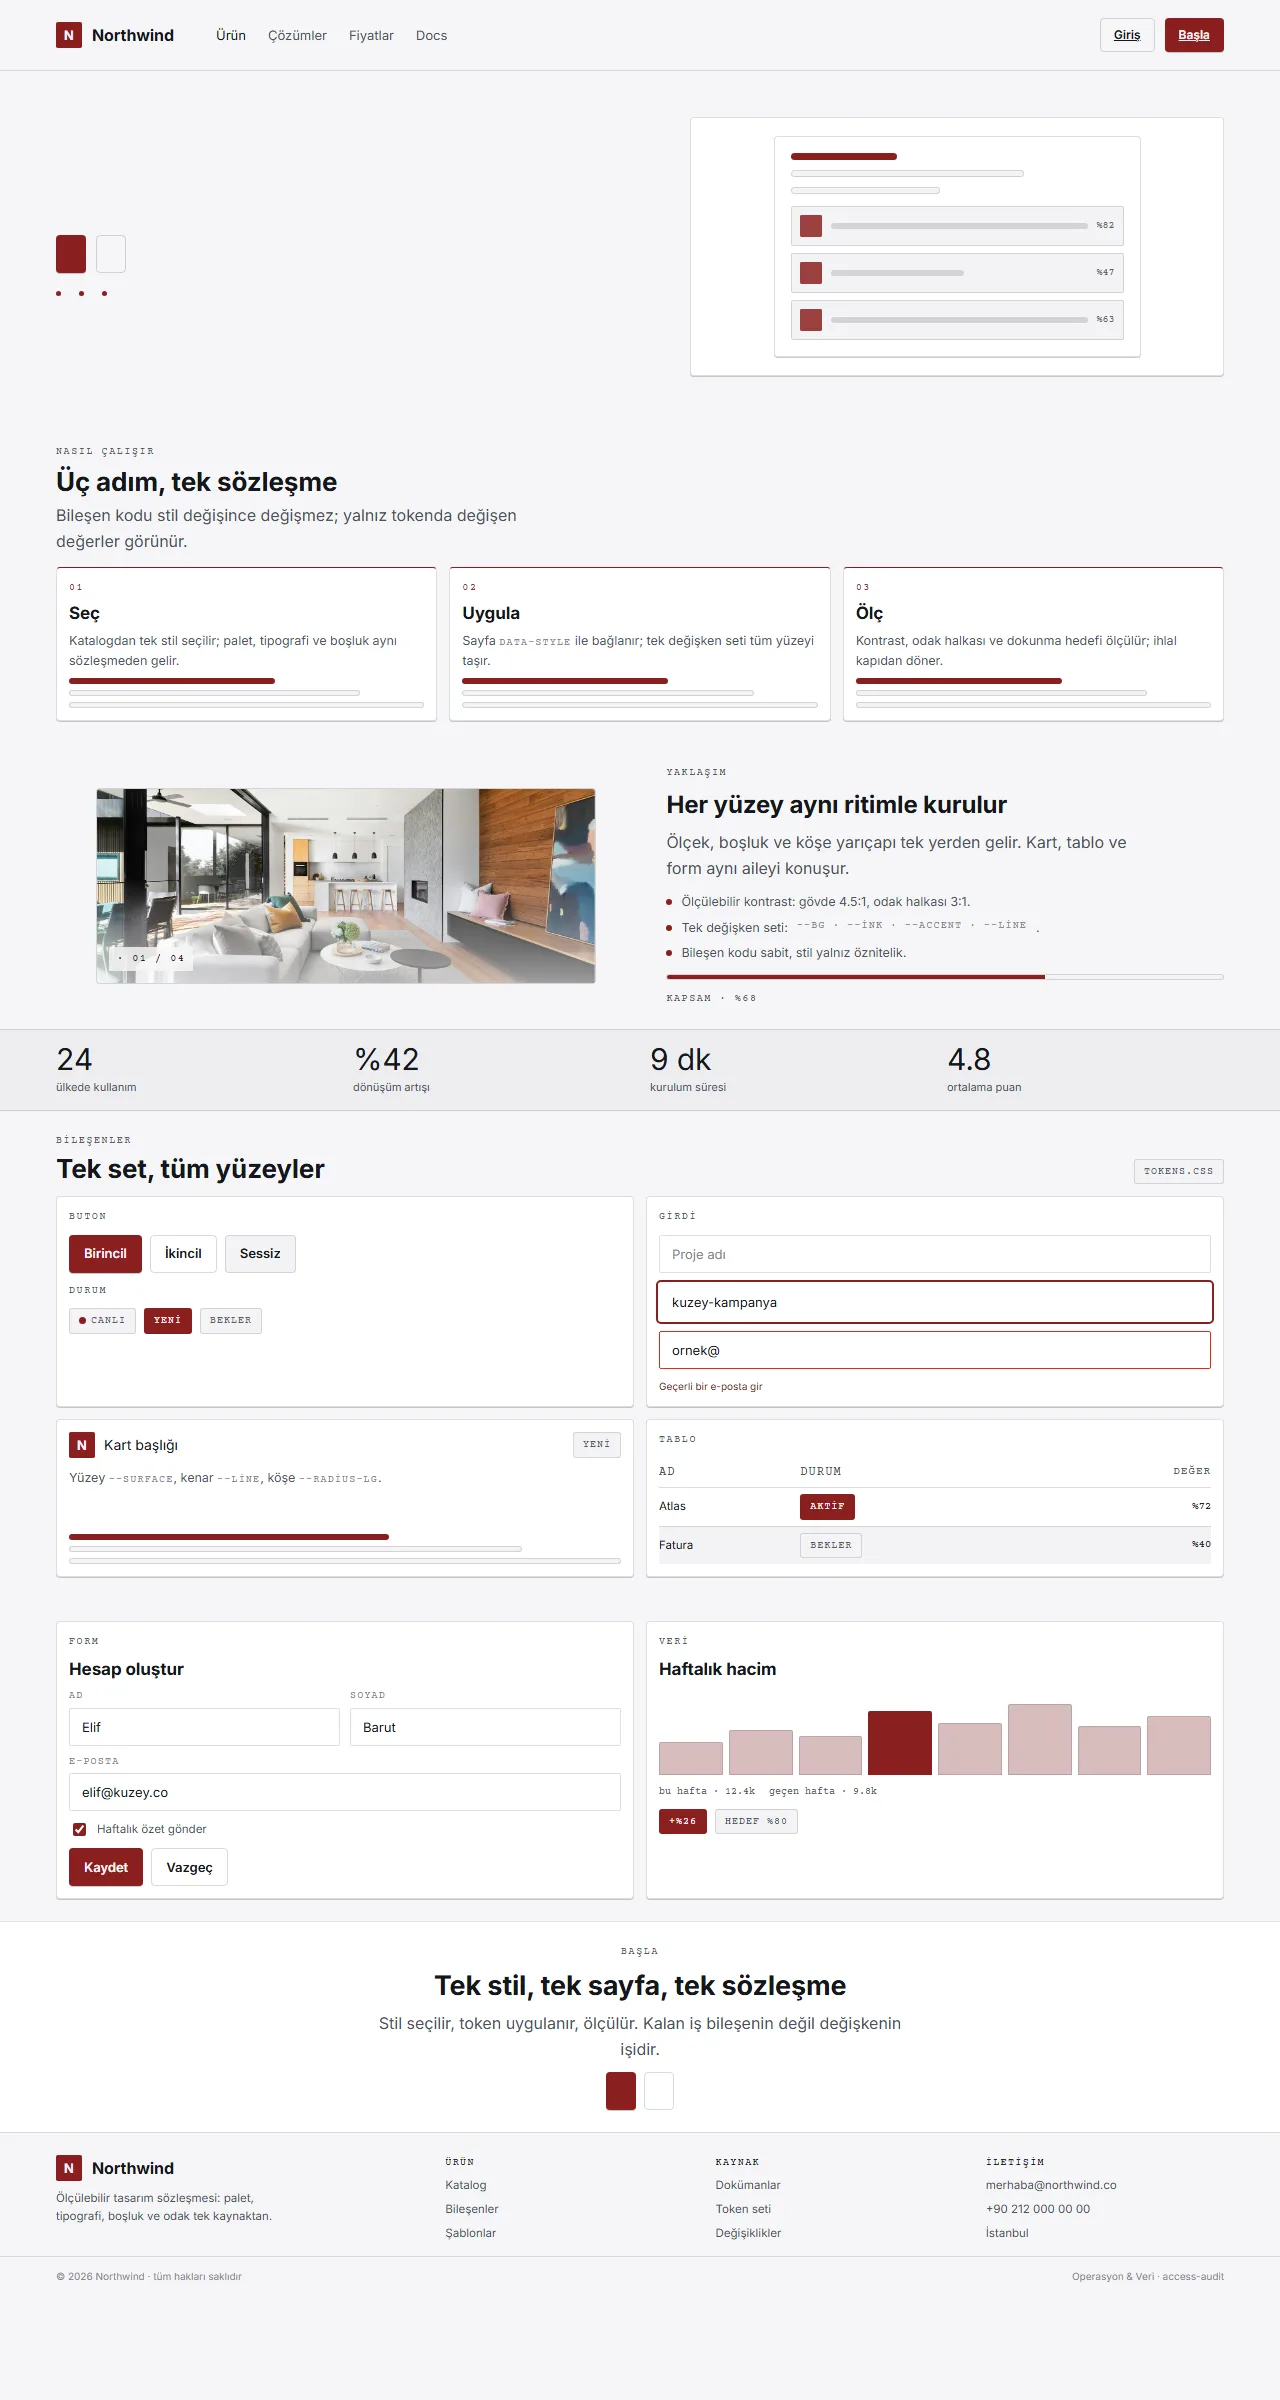 N Northwind Ürün Çözümler Fiyatlar Docs Giriş Başla
%82
%47
%63
NASIL ÇALIŞIR
Üç adım, tek sözleşme
Bileşen kodu stil değişince değişmez; yalnız tokenda değişen
değerler görünür.
01
Seç
Katalogdan tek stil seçilir; palet, tipografi ve boşluk aynı
sözleşmeden gelir.
02
Uygula
Sayfa DATA-STYLE ile bağlanır; tek değişken seti tüm yüzeyi
taşır.
03
Ölç
Kontrast, odak halkası ve dokunma hedefi ölçülür; ihlal
kapıdan döner.
· 01 / 04
YAKLAŞIM
Her yüzey aynı ritimle kurulur
Ölçek, boşluk ve köşe yarıçapı tek yerden gelir. Kart, tablo ve
form aynı aileyi konuşur.
Ölçülebilir kontrast: gövde 4.5:1, odak halkası 3:1.
Tek değişken seti: --BG · --İNK · --ACCENT · --LİNE .
Bileşen kodu sabit, stil yalnız öznitelik.
KAPSAM · %68
24
ülkede kullanım
%42
dönüşüm artışı
9 dk
kurulum süresi
4.8
ortalama puan
BİLEŞENLER
Tek set, tüm yüzeyler
TOKENS.CSS
BUTON
Birincil İkincil Sessiz
DURUM
CANLI YENİ BEKLER
GİRDİ
Proje adı
kuzey-kampanya
ornek@
Geçerli bir e-posta gir
N Kart başlığı YENİ
Yüzey --SURFACE, kenar --LİNE, köşe --RADİUS-LG.
TABLO
AD DURUM DEĞER
Atlas AKTİF %72
Fatura BEKLER %40
FORM
Hesap oluştur
AD SOYAD
Elif Barut
E-POSTA
elif@kuzey.co
Haftalık özet gönder
Kaydet Vazgeç
VERİ
Haftalık hacim
bu hafta · 12.4k geçen hafta · 9.8k
+%26 HEDEF %80
BAŞLA
Tek stil, tek sayfa, tek sözleşme
Stil seçilir, token uygulanır, ölçülür. Kalan iş bileşenin değil değişkenin
işidir.
N Northwind
Ölçülebilir tasarım sözleşmesi: palet,
tipografi, boşluk ve odak tek kaynaktan.
ÜRÜN
Katalog
Bileşenler
Şablonlar
KAYNAK
Dokümanlar
Token seti
Değişiklikler
İLETİŞİM
merhaba@northwind.co
+90 212 000 00 00
İstanbul
© 2026 Northwind · tüm hakları saklıdır
Operasyon & Veri · access-audit